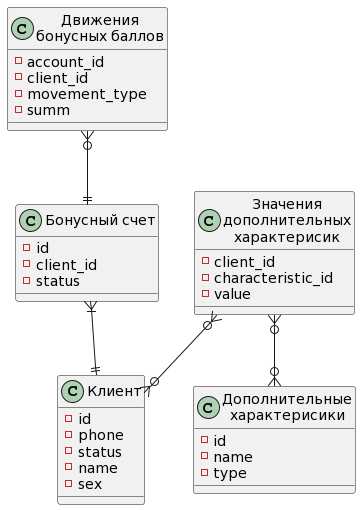 C
Движения
бонусных баллов
account_id
client_id
movement_type
summ
C
Бонусный счет
id
client_id
status
C
Значения
дополнительных
характерисик
client_id
characteristic_id
value
C
Клиент
id
phone
status
name
sex
C
Дополнительные
характерисики
id
name
type